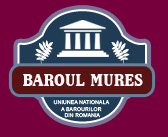 BAROUL MURES
UNIUNEA NATIONALA
A BAROURILOR
DIN ROMANIA